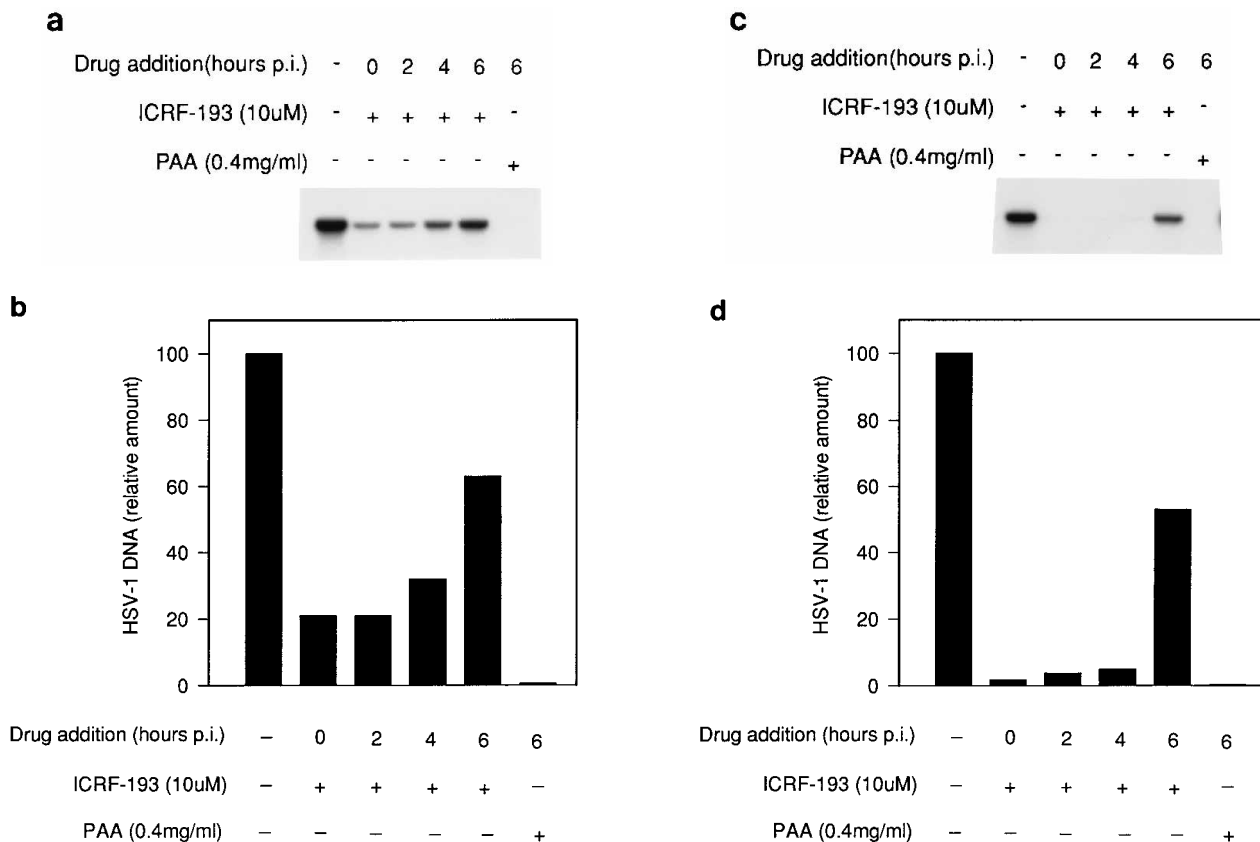 a
Drug addition(hours p.i.) - 0 2 4 6 6
ICRF-193 (10uM) - + + + + -
PAA (0.4mg/ml) - - - - - +
b
HSV-1 DNA (relative amount)
100
80
60
40
20
0
Drug addition (hours p.i.) – 0 2 4 6 6
ICRF-193 (10uM) – + + + + –
PAA (0.4mg/ml) – – – – – +
c
Drug addition(hours p.i.) - 0 2 4 6 6
ICRF-193 (10uM) - + + + + -
PAA (0.4mg/ml) - - - - - +
d
HSV-1 DNA (relative amount)
100
80
60
40
20
0
Drug addition (hours p.i.) – 0 2 4 6 6
ICRF-193 (10uM) – + + + + –
PAA (0.4mg/ml) – – – – – +